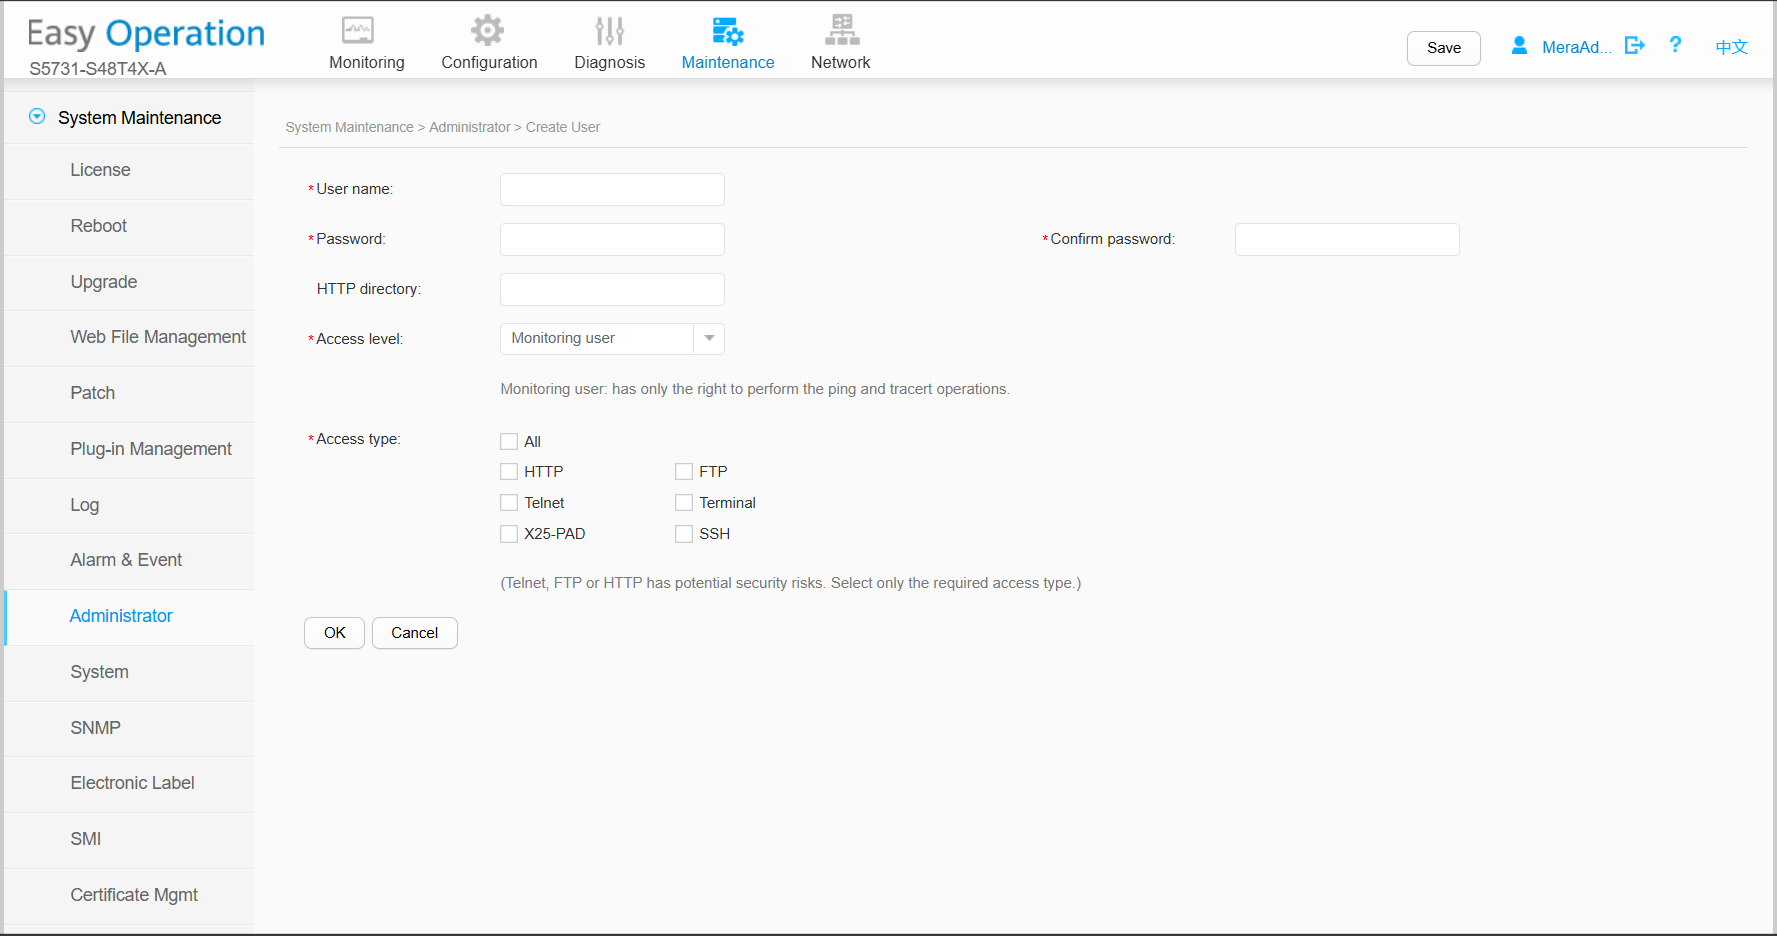 Easy Operation
S5731-S48T4X-A
Monitoring
Configuration
Diagnosis
Maintenance
Network
Save
MeraAd...
?
中文
System Maintenance
License
Reboot
Upgrade
Web File Management
Patch
Plug-in Management
Log
Alarm & Event
Administrator
System
SNMP
Electronic Label
SMI
Certificate Mgmt
System Maintenance > Administrator > Create User
*User name:
*Password:
*Confirm password:
HTTP directory:
*Access level:
Monitoring user
Monitoring user: has only the right to perform the ping and tracert operations.
*Access type:
All
HTTP
FTP
Telnet
Terminal
X25-PAD
SSH
(Telnet, FTP or HTTP has potential security risks. Select only the required access type.)
OK
Cancel